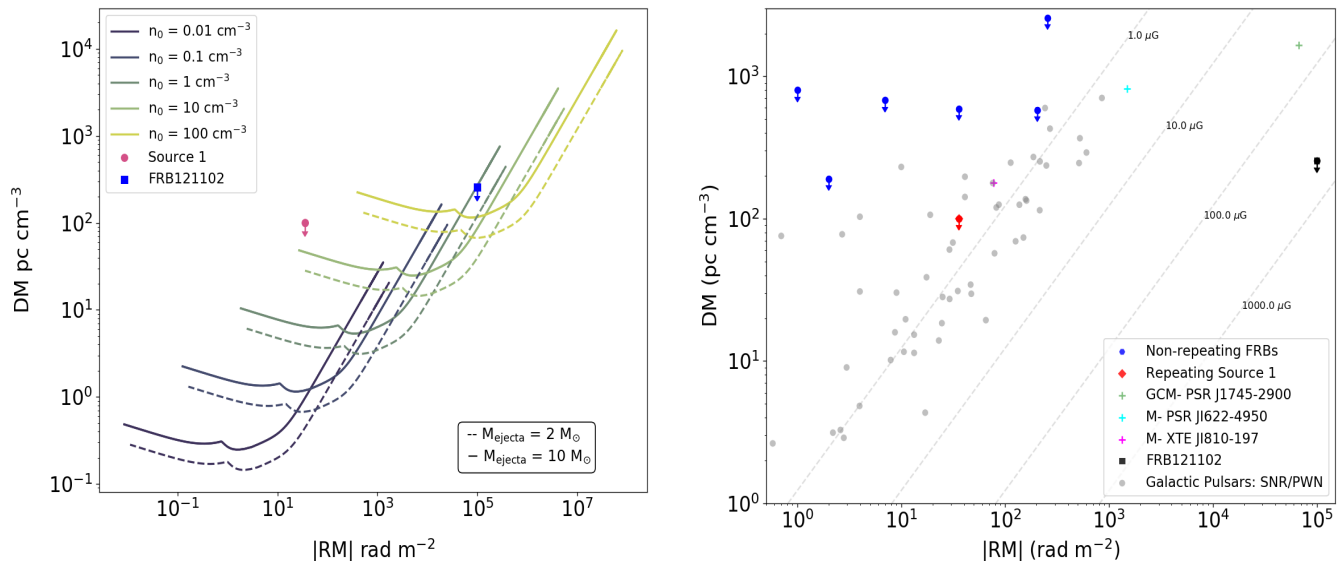 n₀ = 0.01 cm⁻³
n₀ = 0.1 cm⁻³
n₀ = 1 cm⁻³
n₀ = 10 cm⁻³
n₀ = 100 cm⁻³
Source 1
FRB121102
-- M_ejecta = 2 M_⊙
− M_ejecta = 10 M_⊙
DM pc cm⁻³
10⁴
10³
10²
10¹
10⁰
10⁻¹
10⁻¹
10¹
10³
10⁵
10⁷
|RM| rad m⁻²
DM (pc cm⁻³)
10³
10²
10¹
10⁰
1.0 μG
10.0 μG
100.0 μG
1000.0 μG
Non-repeating FRBs
Repeating Source 1
GCM- PSR J1745-2900
M- PSR JI622-4950
M- XTE JI810-197
FRB121102
Galactic Pulsars: SNR/PWN
10⁰
10¹
10²
10³
10⁴
10⁵
|RM| (rad m⁻²)